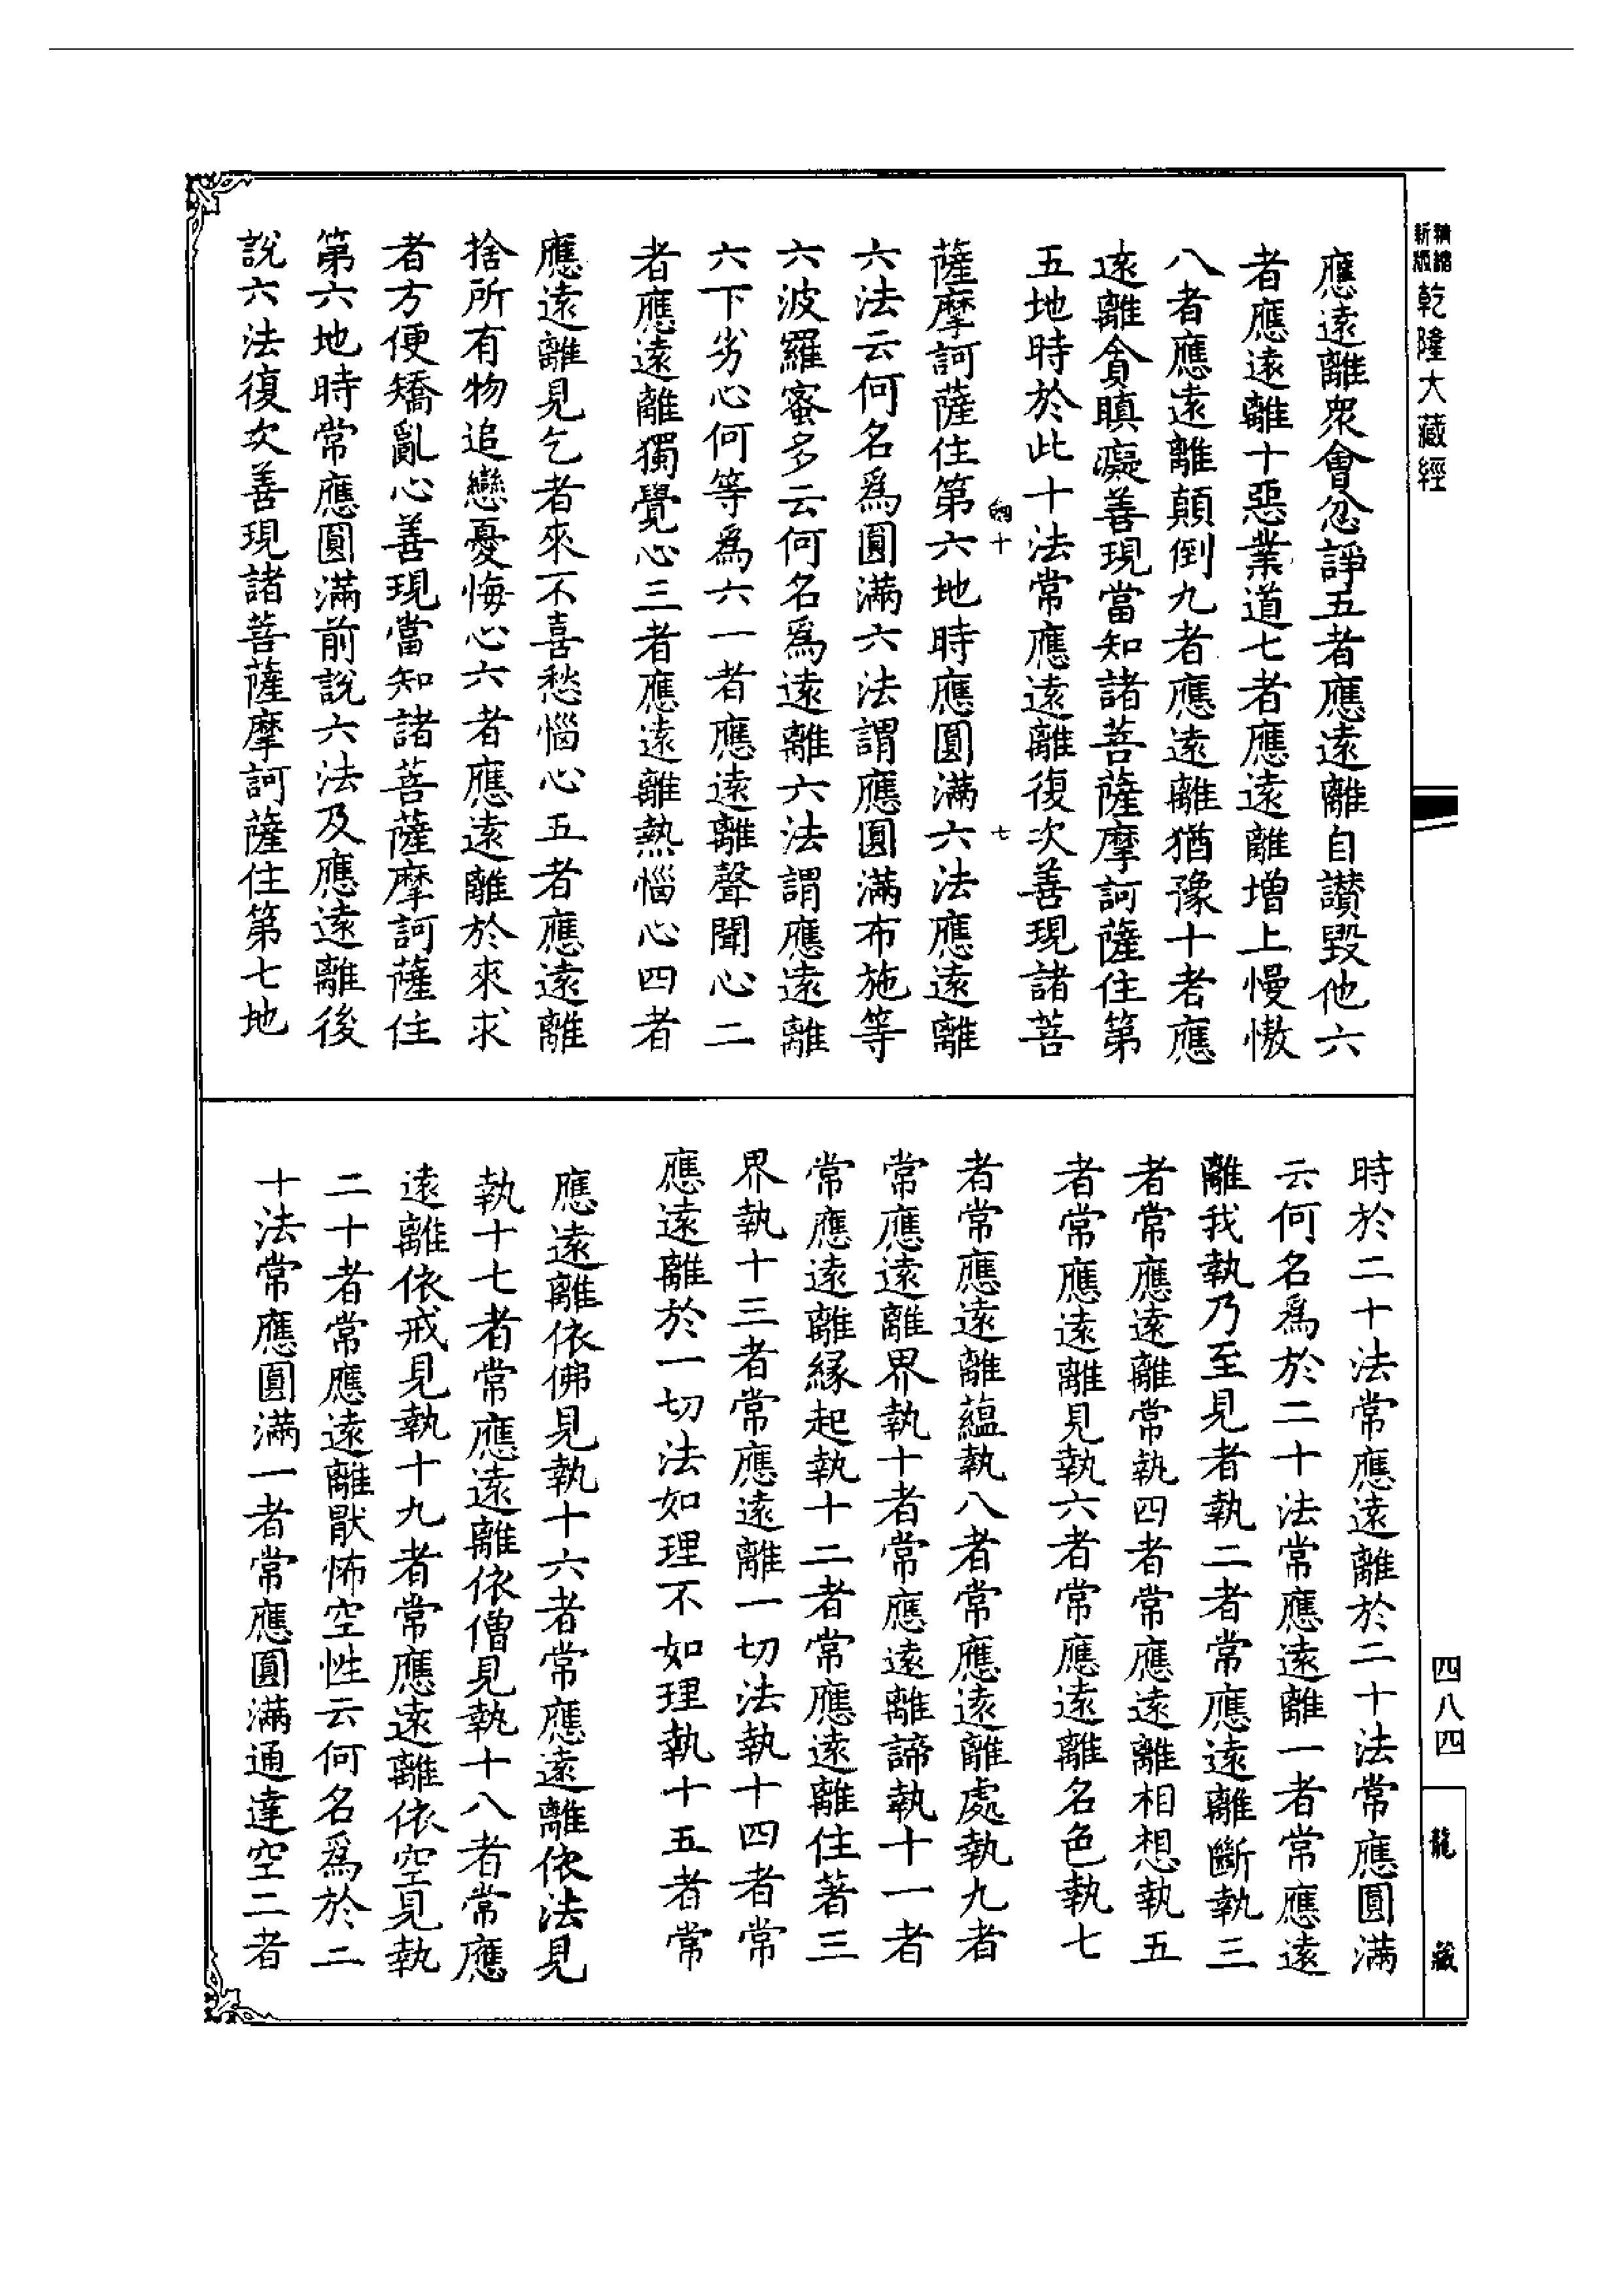 精縮
新版
乾隆大藏經
應遠離衆會忿諍五者應遠離自讃毀他六
者應遠離十惡業道七者應遠離增上慢慠
八者應遠離顛倒九者應遠離猶豫十者應
遠離貪瞋癡善現當知諸菩薩摩訶薩住第
五地時於此十法常應遠離復次善現諸菩
十 七
薩摩訶薩住第六地時應圓滿六法應遠離
六法云何名爲圓滿六法謂應圓滿布施等
六波羅蜜多云何名爲遠離六法謂應遠離
六下劣心何等爲六一者應遠離聲聞心二
者應遠離獨覺心三者應遠離熱惱心四者
應遠離見乞者來不喜愁惱心五者應遠離
捨所有物追戀憂悔心六者應遠離於來求
者方便矯亂心善現當知諸菩薩摩訶薩住
第六地時常應圓滿前說六法及應遠離後
說六法復次善現諸菩薩摩訶薩住第七地
時於二十法常應遠離於二十法常應圓滿
云何名爲於二十法常應遠離一者常應遠
離我執乃至見者執二者常應遠離斷執三
者常應遠離常執四者常應遠離相想執五
者常應遠離見執六者常應遠離名色執七
者常應遠離蘊執八者常應遠離處執九者
常應遠離界執十者常應遠離諦執十一者
常應遠離緣起執十二者常應遠離住著三
界執十三者常應遠離一切法執十四者常
應遠離於一切法如理不如理執十五者常
應遠離依佛見執十六者常應遠離依法見
執十七者常應遠離依僧見執十八者常應
遠離依戒見執十九者常應遠離依空見執
二十者常應遠離厭怖空性云何名爲於二
十法常應圓滿一者常應圓滿通達空二者
四八四
龍藏